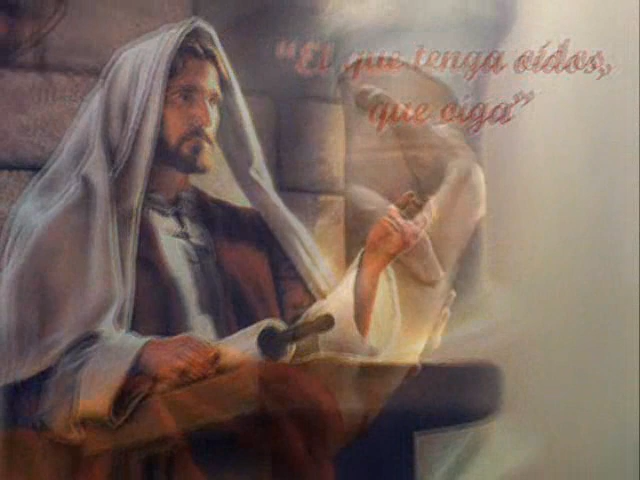 “El que tenga oídos,
que oiga”